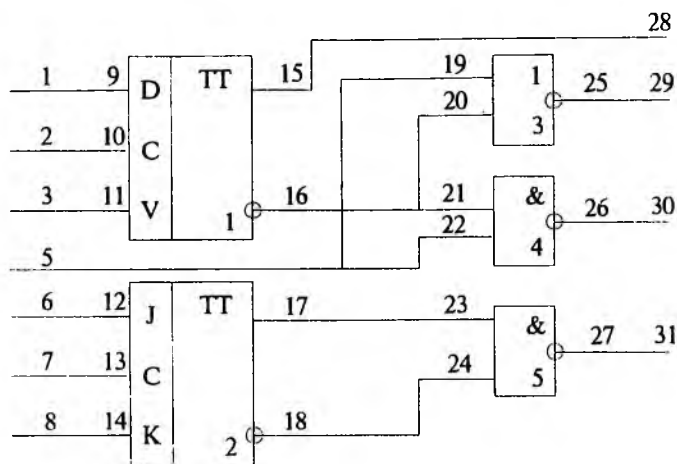 28
1 9 D TT 15 19 1 25 29
2 10 C 20 3
3 11 V 1 16 21 & 26 30
5 22 4
6 12 J TT 17 23 & 27 31
7 13 C 24 5
8 14 K 2 18